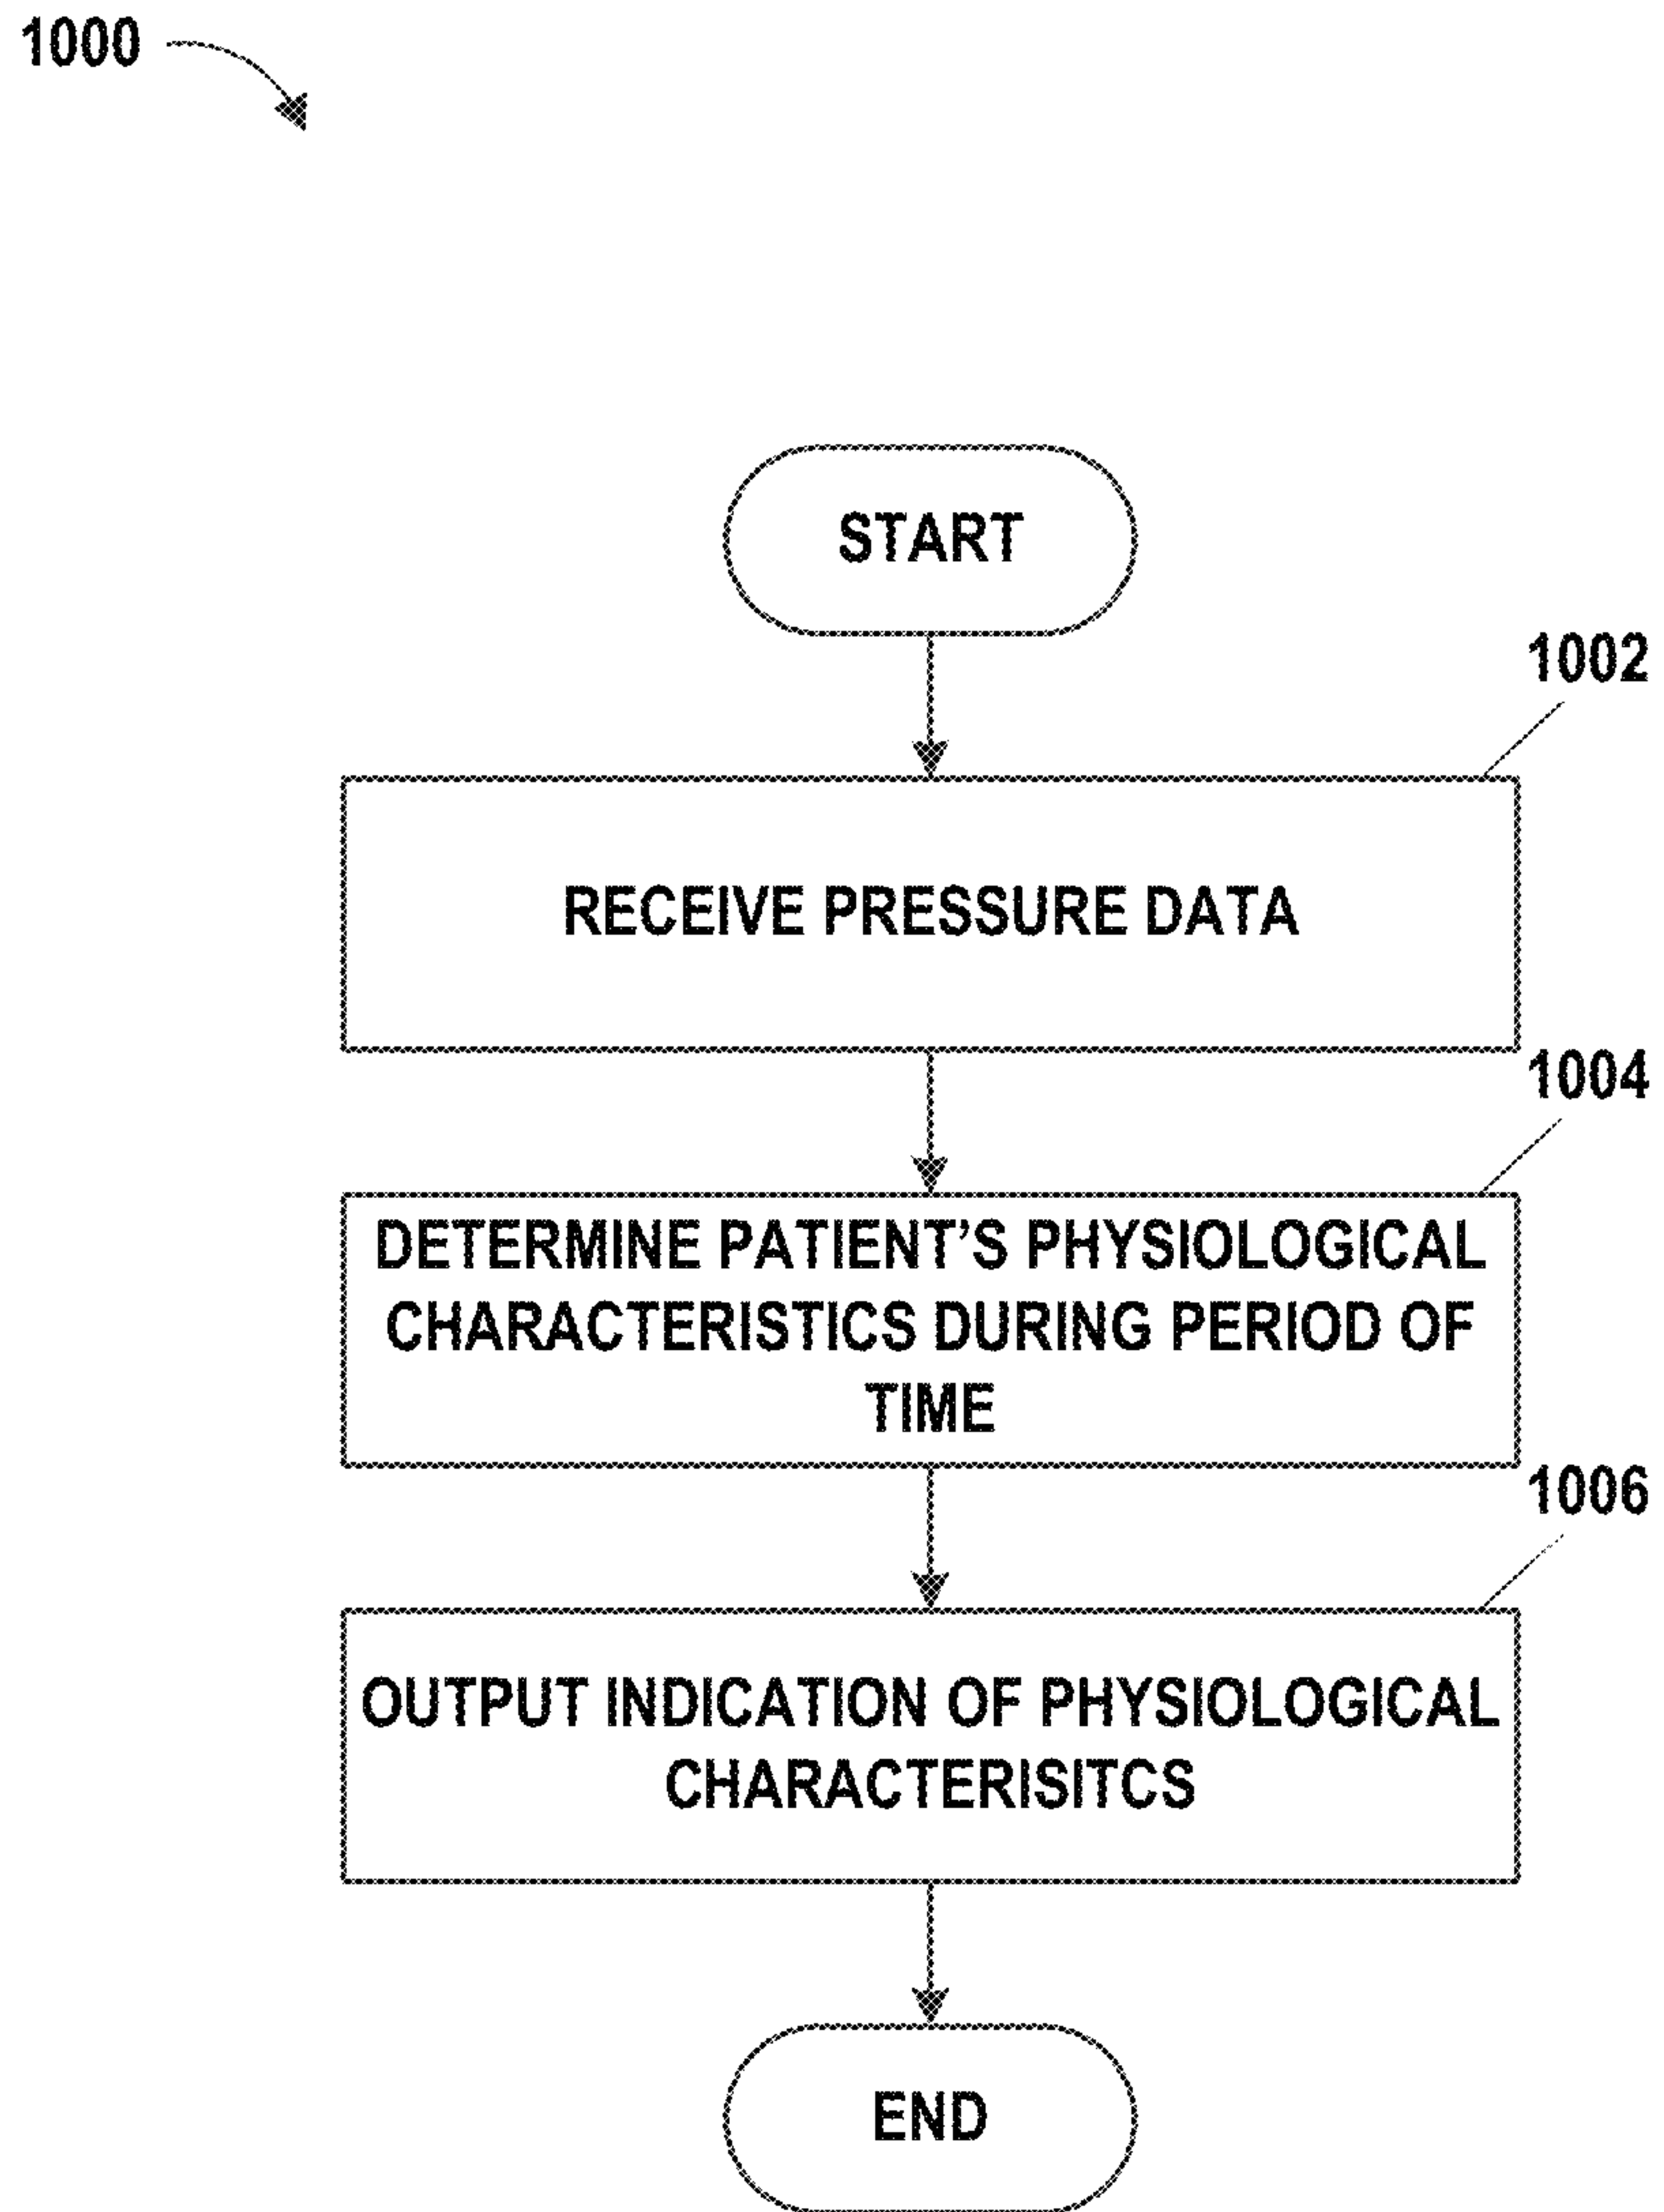 1000
START
1002
RECEIVE PRESSURE DATA
1004
DETERMINE PATIENT’S PHYSIOLOGICAL
CHARACTERISTICS DURING PERIOD OF
TIME
1006
OUTPUT INDICATION OF PHYSIOLOGICAL
CHARACTERISITCS
END